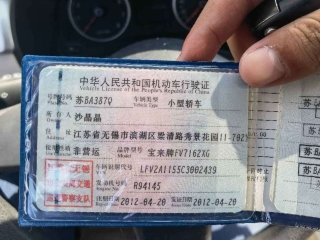 中华人民共和国机动车行驶证
Vehicle License of the People's Republic of China
号牌号码 苏BA387Q 车辆类型 小型轿车
Vehicle Type
所有人 沙晶晶
住址 江苏省无锡市滨湖区梁清路秀景花园11-702
使用性质 非营运 品牌型号 宝来牌FV7162XG
车辆识别代号 LFV2A1155C3002439
发动机号码 R94145
注册日期 2012-04-20 发证日期 2012-04-20